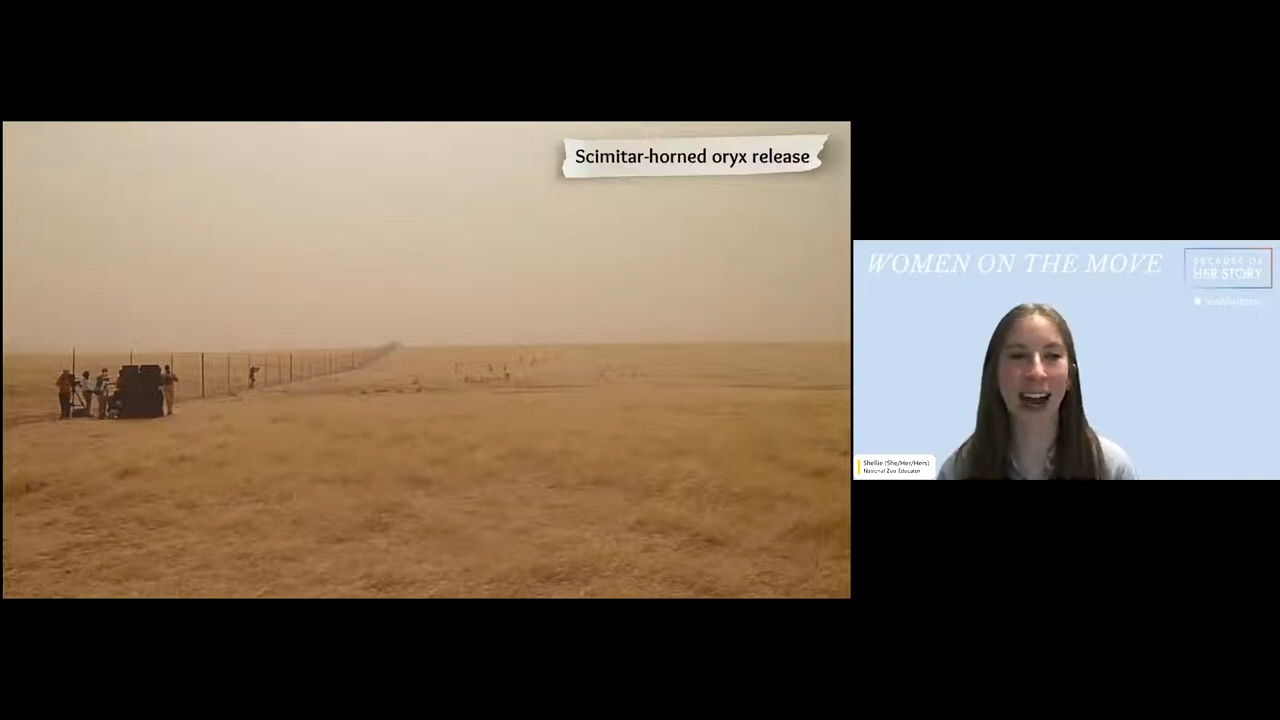 Scimitar-horned oryx release
WOMEN ON THE MOVE
BECAUSE OF
HER STORY
Shellie (She/Her/Hers)
National Zoo Educator